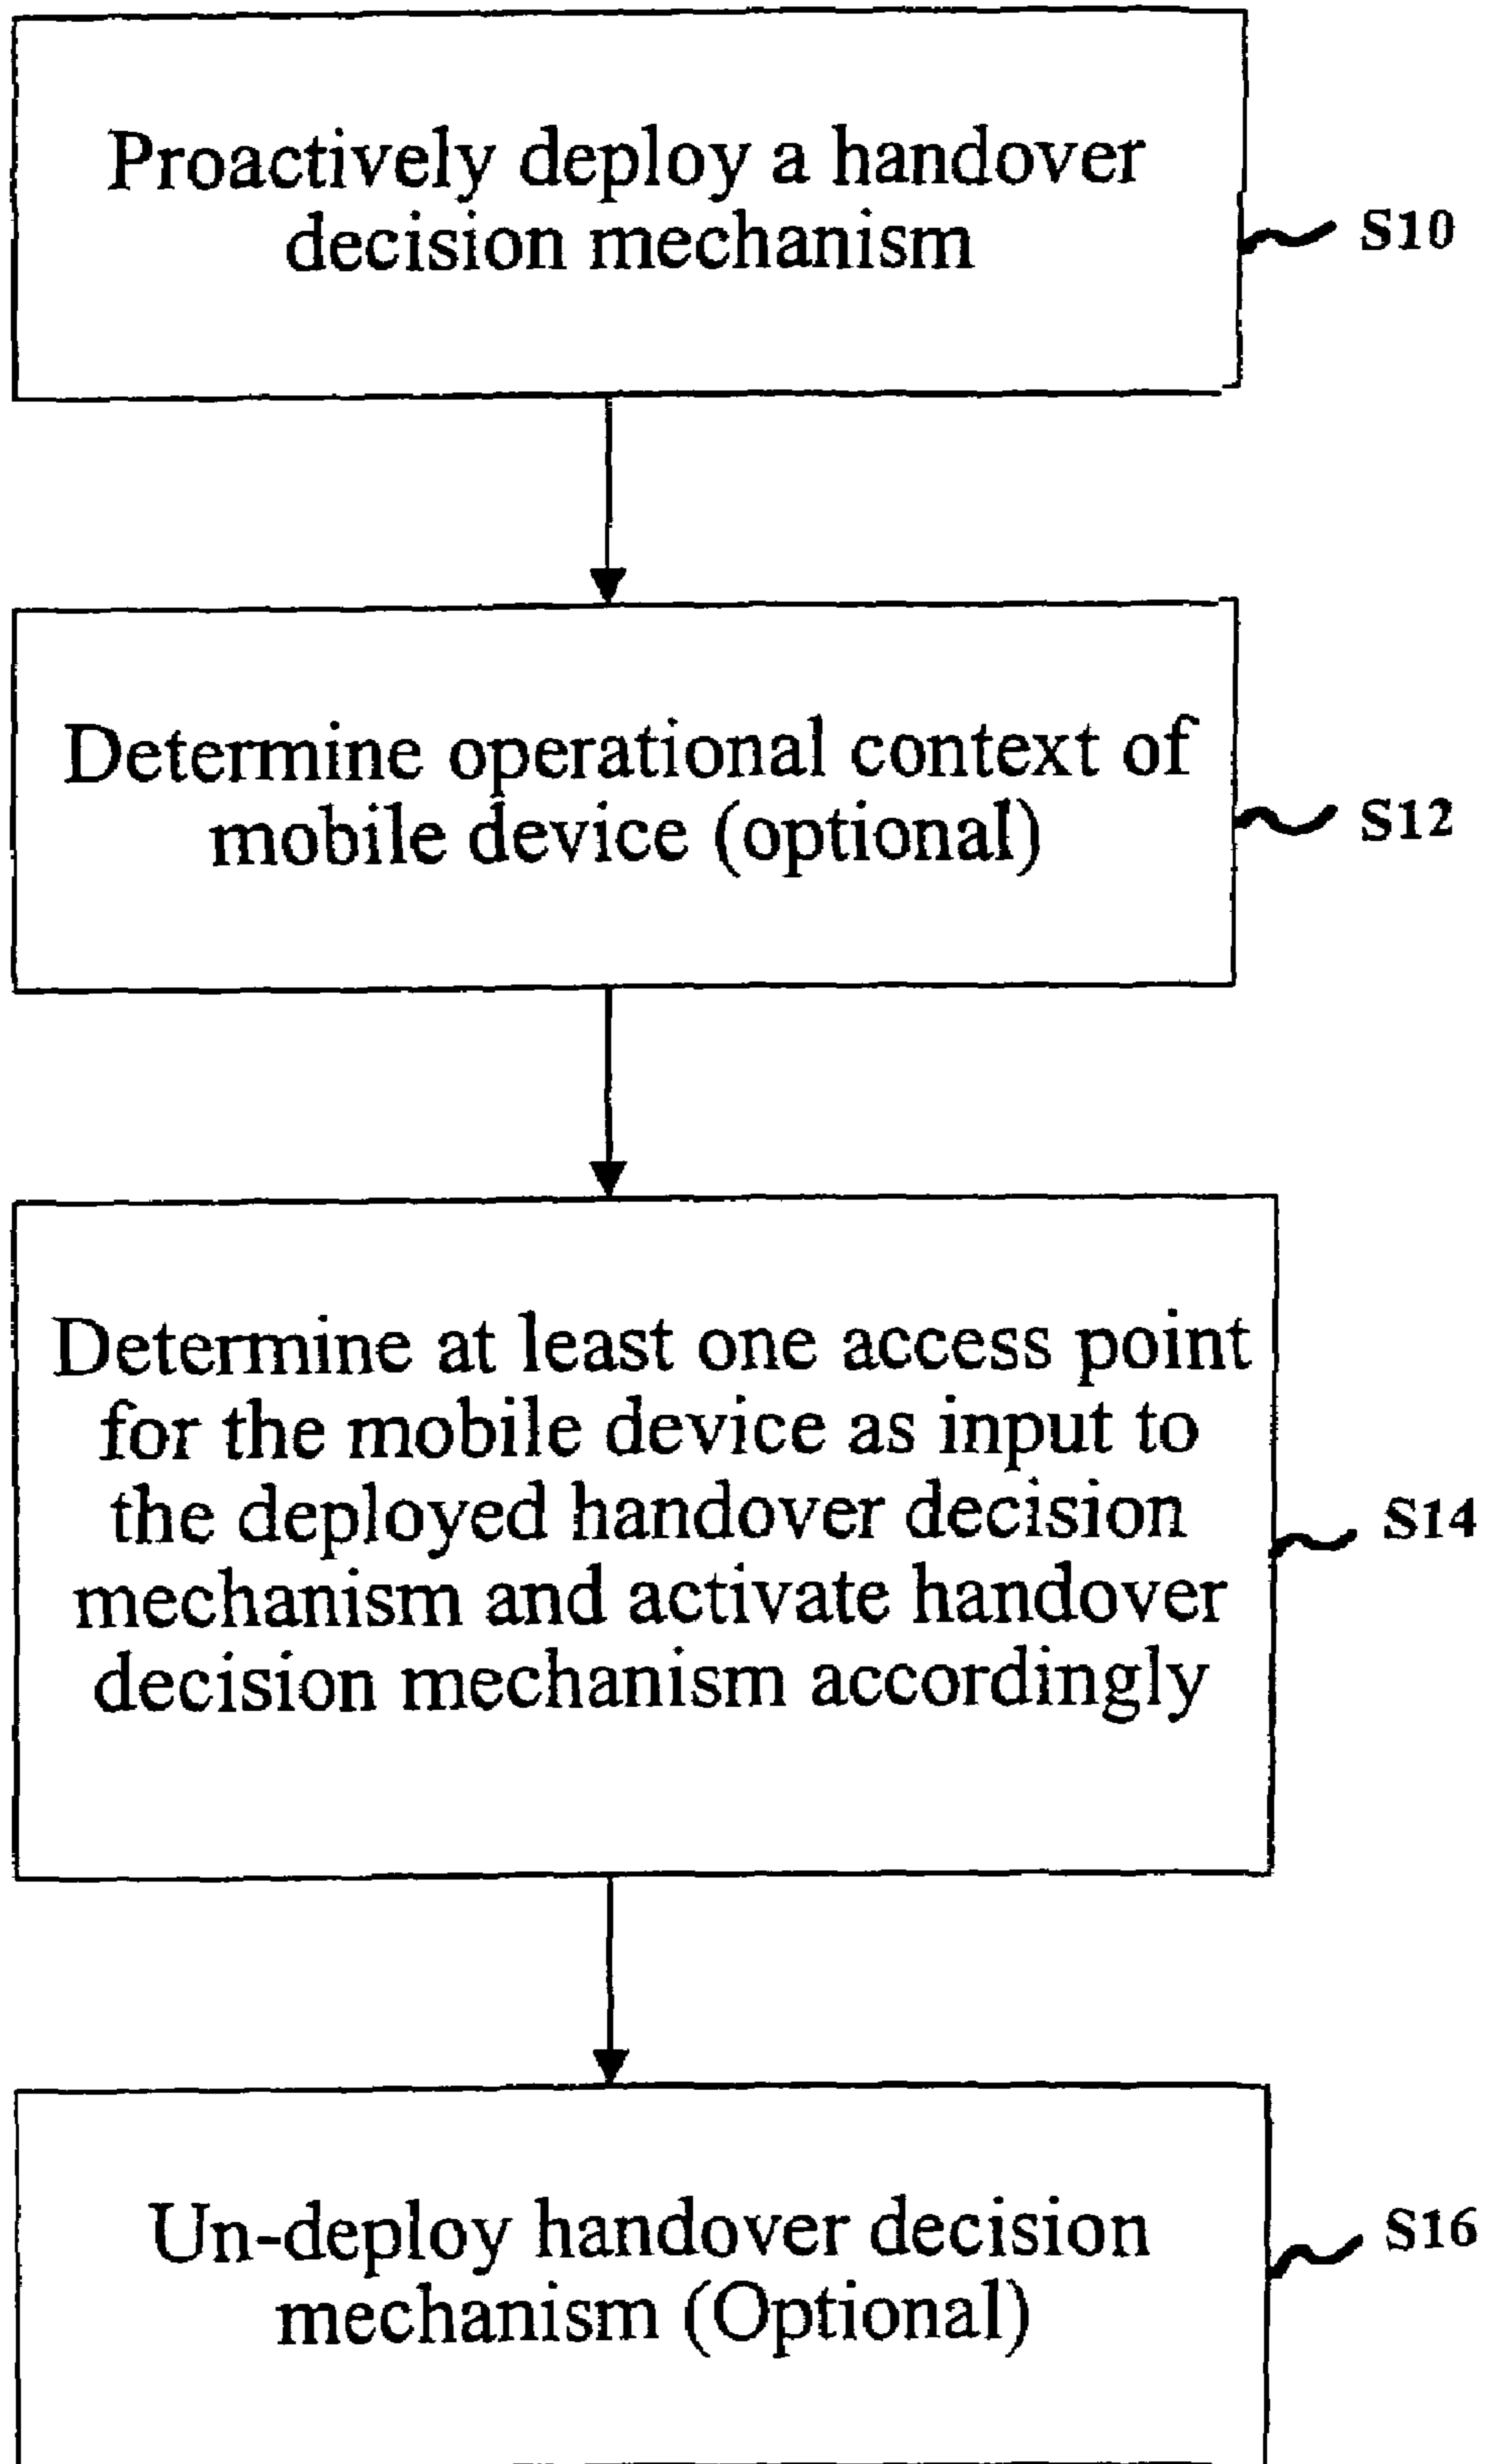 Proactively deploy a handover
decision mechanism
S10
Determine operational context of
mobile device (optional)
S12
Determine at least one access point
for the mobile device as input to
the deployed handover decision
mechanism and activate handover
decision mechanism accordingly
S14
Un-deploy handover decision
mechanism (Optional)
S16